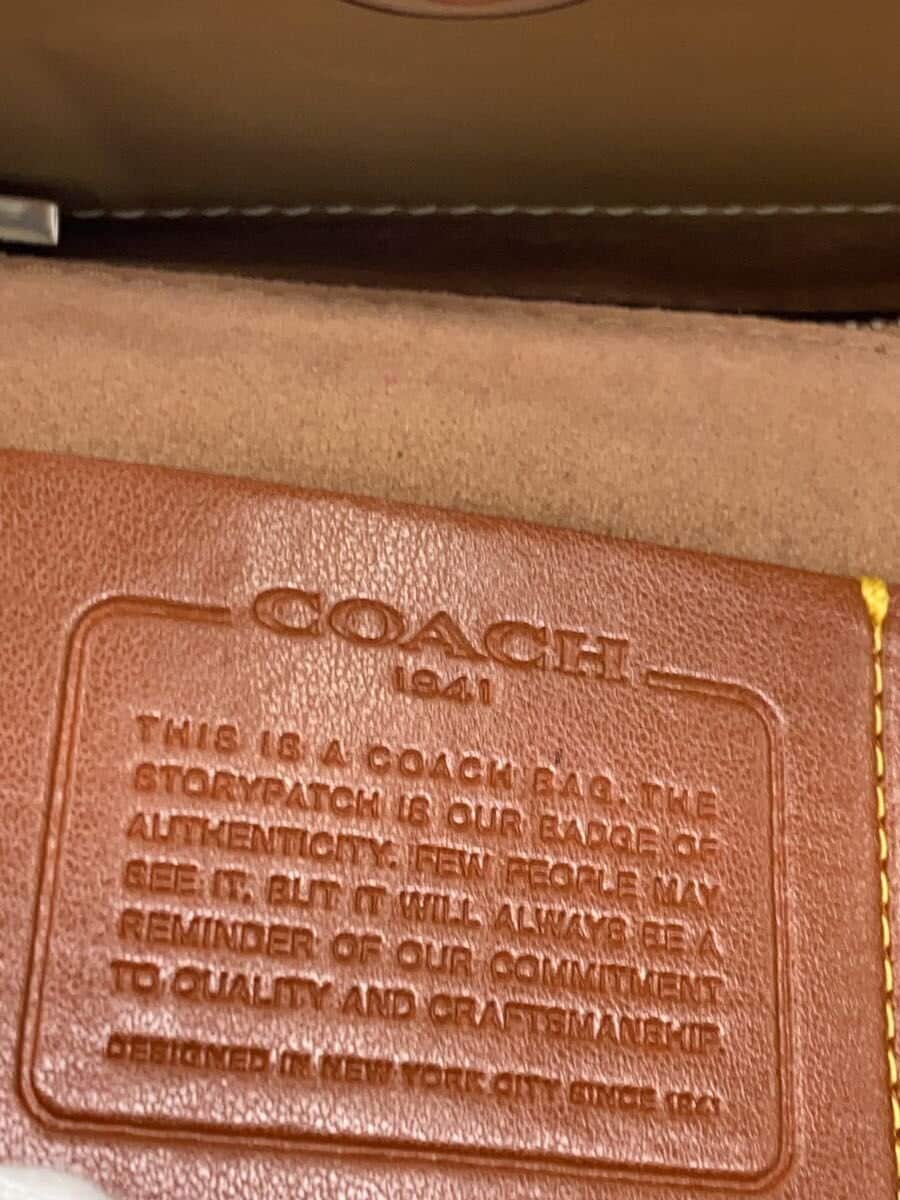 COACH
1941
THIS IS A COACH BAG. THE
STORYPATCH IS OUR BADGE OF
AUTHENTICITY. FEW PEOPLE MAY
SEE IT. BUT IT WILL ALWAYS BE A
REMINDER OF OUR COMMITMENT
TO QUALITY AND CRAFTSMANSHIP.
DESIGNED IN NEW YORK CITY SINCE 1941